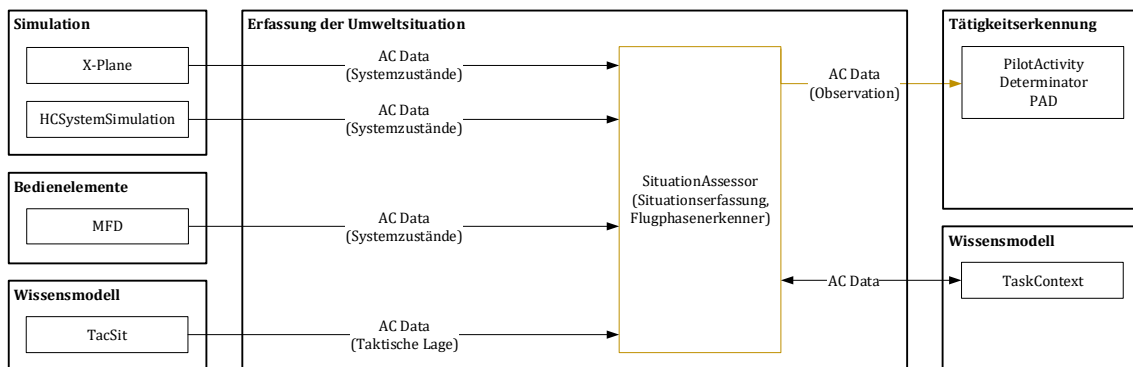 Simulation
X-Plane
HCSystemSimulation
Bedienelemente
MFD
Wissensmodell
TacSit
Erfassung der Umweltsituation
AC Data
(Systemzustände)
AC Data
(Systemzustände)
AC Data
(Systemzustände)
AC Data
(Taktische Lage)
SituationAssessor
(Situationserfassung,
Flugphasenerkenner)
AC Data
(Observation)
AC Data
Tätigkeitserkennung
PilotActivity
Determinator
PAD
Wissensmodell
TaskContext